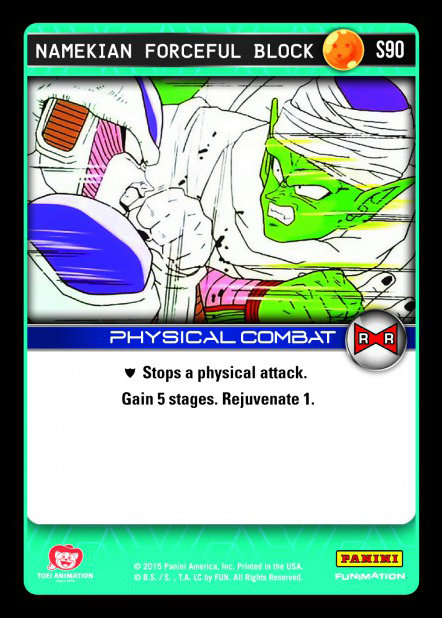 NAMEKIAN FORCEFUL BLOCK S90
PHYSICAL COMBAT
R R
Stops a physical attack.
Gain 5 stages. Rejuvenate 1.
TOEI ANIMATION
© 2015 Panini America, Inc. Printed in the USA.
© B.S./S., T.A. LC by FUN. All Rights Reserved.
PANINI
FUNIMATION